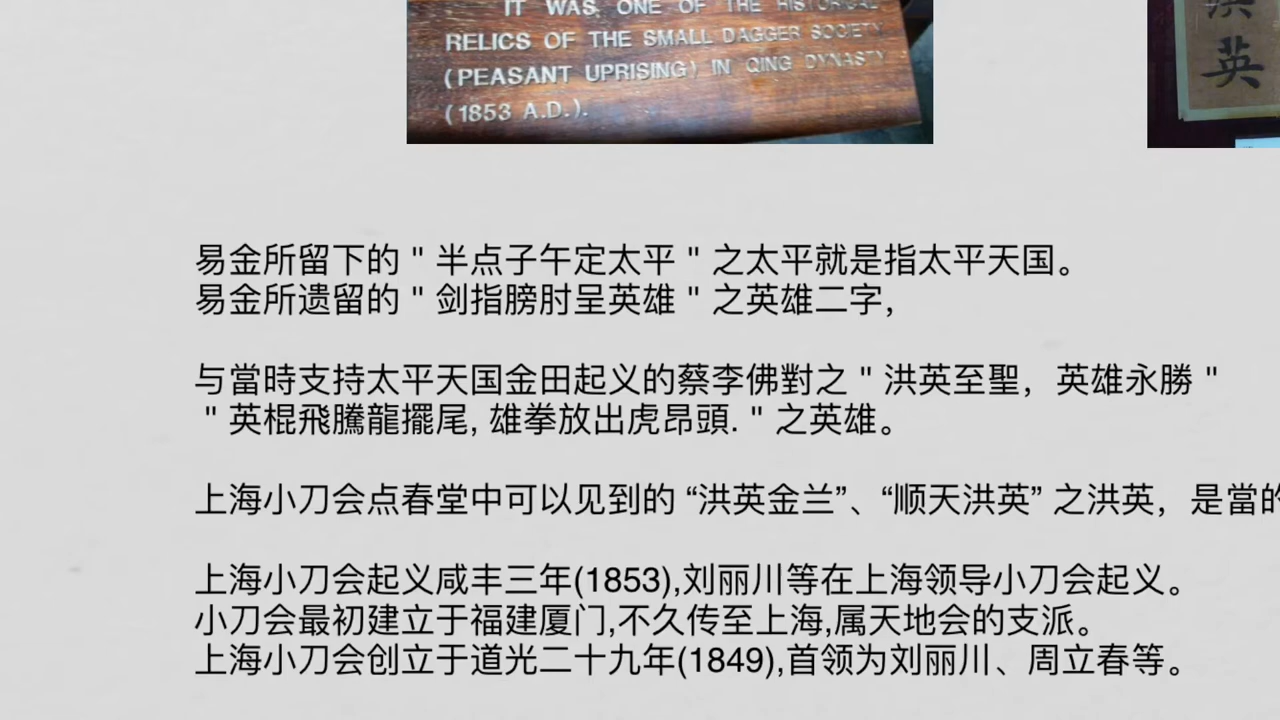 IT WAS ONE OF THE HISTORICAL
RELICS OF THE SMALL DAGGER SOCIETY
(PEASANT UPRISING) IN QING DYNASTY
(1853 A.D.).
英
易金所留下的 " 半点子午定太平 " 之太平就是指太平天国。
易金所遗留的 " 剑指膀肘呈英雄 " 之英雄二字，
与當時支持太平天国金田起义的蔡李佛對之 " 洪英至聖，英雄永勝 "
" 英棍飛騰龍擺尾, 雄拳放出虎昂頭. " 之英雄。
上海小刀会点春堂中可以见到的 “洪英金兰”、“顺天洪英” 之洪英，是當的
上海小刀会起义咸丰三年(1853),刘丽川等在上海领导小刀会起义。
小刀会最初建立于福建厦门,不久传至上海,属天地会的支派。
上海小刀会创立于道光二十九年(1849),首领为刘丽川、周立春等。